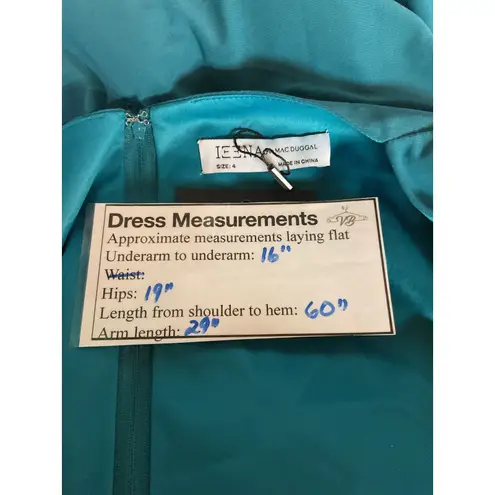 IEENA FOR MAC DUGGAL
SIZE: 4 MADE IN CHINA
Dress Measurements
VB
Approximate measurements laying flat
Underarm to underarm: 16"
Waist:
Hips: 19"
Length from shoulder to hem: 60"
Arm length: 29"